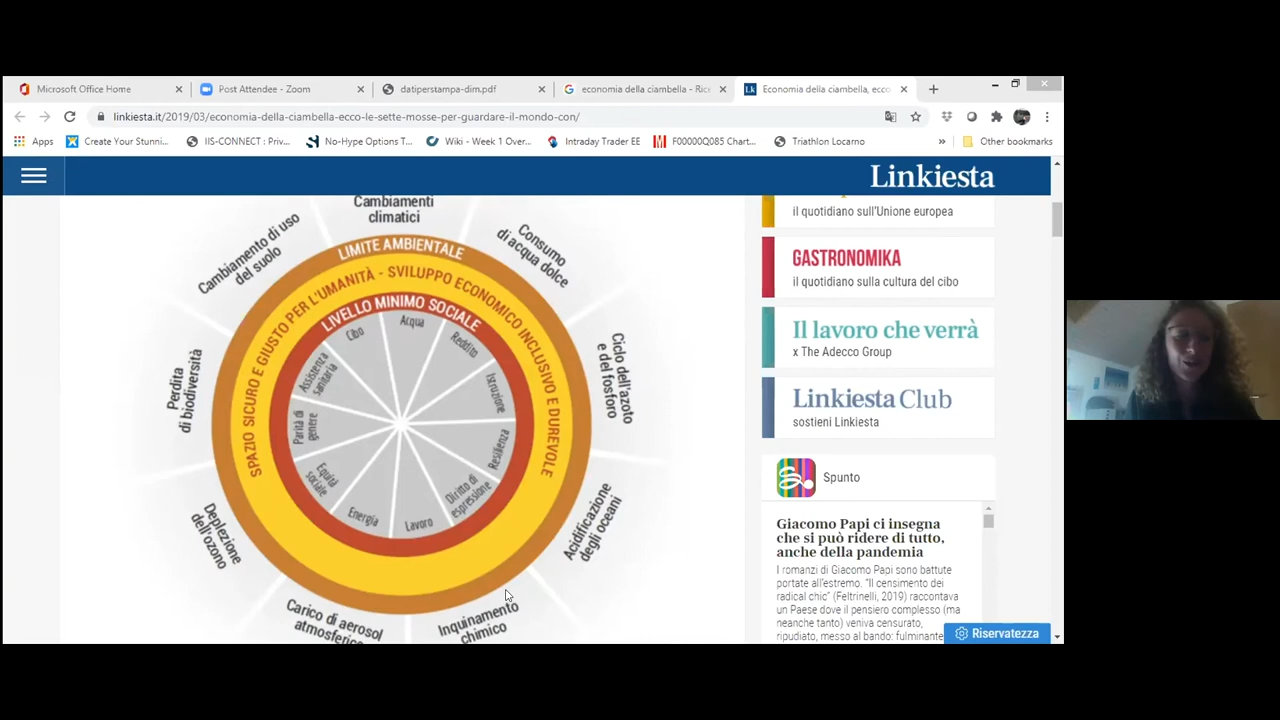 Microsoft Office Home
Post Attendee - Zoom
datiperstampa-dim.pdf
economia della ciambella - Rice
Economia della ciambella, ecco
linkiesta.it/2019/03/economia-della-ciambella-ecco-le-sette-mosse-per-guardare-il-mondo-con/
Apps
Create Your Stunni...
IIS-CONNECT : Priv...
No-Hype Options T...
Wiki - Week 1 Over...
Intraday Trader EE
F00000Q085 Chart...
Triathlon Locarno
»
Other bookmarks
Linkiesta
Cambiamenti
climatici
Consumo
di acqua dolce
Ciclo dell'azoto
e del fosforo
Acidificazione
degli oceani
Inquinamento
chimico
Carico di aerosol
atmosferico
Deplezione
dell'ozono
Perdita
di biodiversità
Cambiamento di uso
del suolo
LIMITE AMBIENTALE
SPAZIO SICURO E GIUSTO PER L'UMANITÀ - SVILUPPO ECONOMICO INCLUSIVO E DUREVOLE
LIVELLO MINIMO SOCIALE
Acqua
Reddito
Istruzione
Resilienza
Diritto di
espressione
Lavoro
Energia
Equità
sociale
Parità di
genere
Assistenza
sanitaria
Cibo
il quotidiano sull'Unione europea
GASTRONOMIKA
il quotidiano sulla cultura del cibo
Il lavoro che verrà
x The Adecco Group
Linkiesta Club
sostieni Linkiesta
Spunto
Giacomo Papi ci insegna
che si può ridere di tutto,
anche della pandemia
I romanzi di Giacomo Papi sono battute
portate all'estremo. "Il censimento dei
radical chic" (Feltrinelli, 2019) raccontava
un Paese dove il pensiero complesso (ma
neanche tanto) veniva censurato,
ripudiato, messo al bando: fulminante
Riservatezza